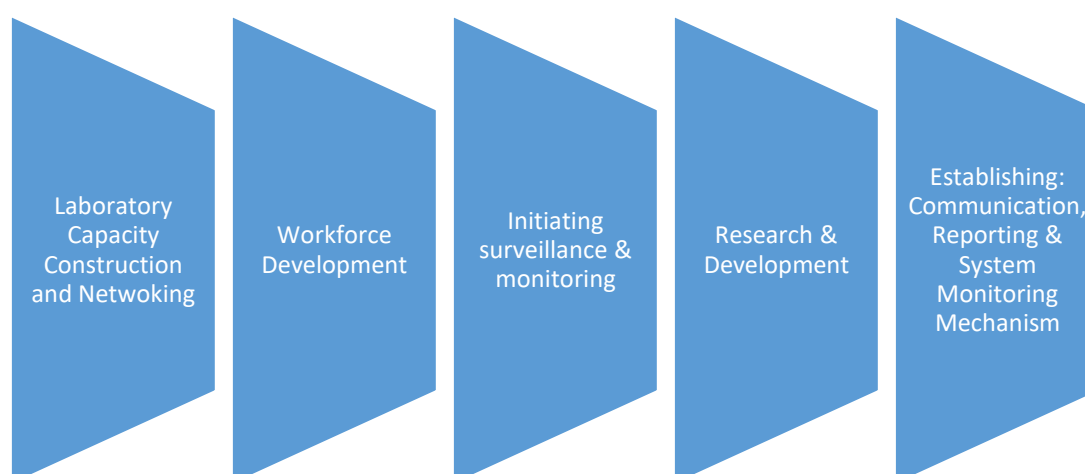 Laboratory
Capacity
Construction
and Netwoking
Workforce
Development
Initiating
surveillance &
monitoring
Research &
Development
Establishing:
Communication,
Reporting &
System
Monitoring
Mechanism